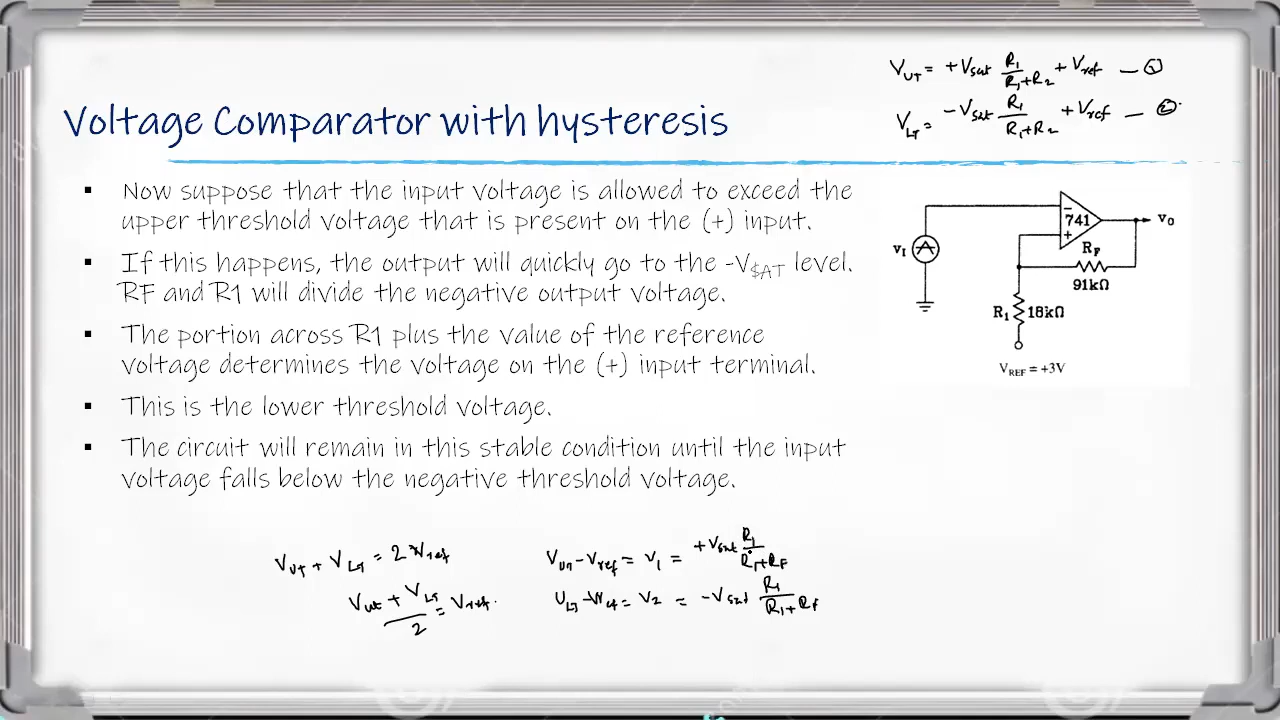 V_UT = +Vsat R1/(R1+R2) + Vref — ①
V_LT = -Vsat R1/(R1+R2) + Vref — ②
Voltage Comparator with hysteresis
▪ Now suppose that the input voltage is allowed to exceed the
upper threshold voltage that is present on the (+) input.
▪ If this happens, the output will quickly go to the -V$AT level.
RF and R1 will divide the negative output voltage.
▪ The portion across R1 plus the value of the reference
voltage determines the voltage on the (+) input terminal.
▪ This is the lower threshold voltage.
▪ The circuit will remain in this stable condition until the input
voltage falls below the negative threshold voltage.
vI
−
741
+
vO
RF
91kΩ
R1 18kΩ
VREF = +3V
V_UT + V_LT = 2 Vref
(V_UT + V_LT)/2 = Vref.
V_UT - Vref = V1 = +Vsat R1/(R1+RF)
V_LT - Vref = V2 = -Vsat R1/(R1+RF)